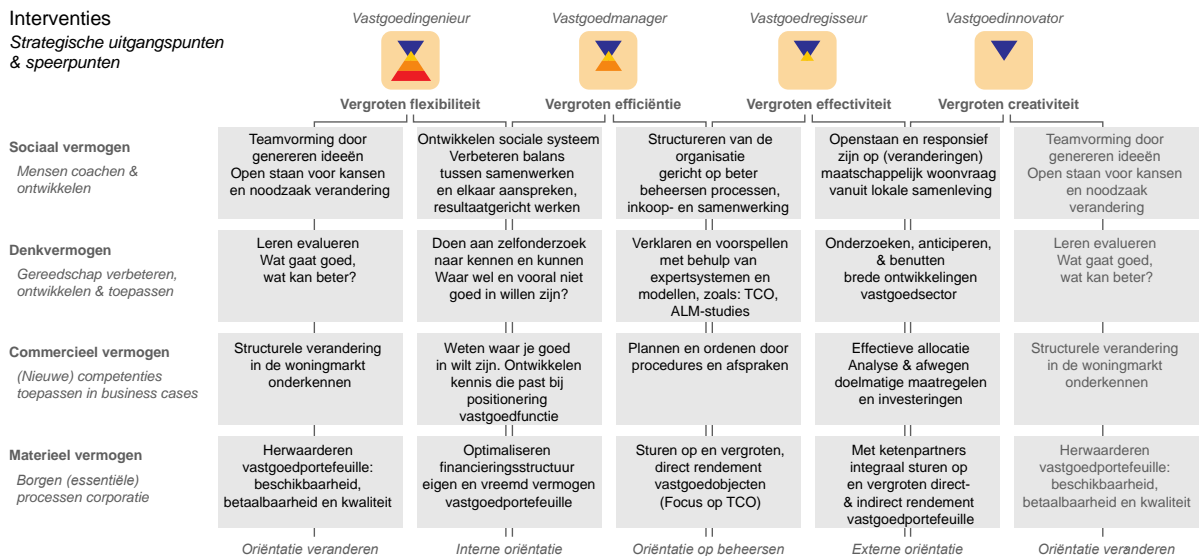 Interventies
Strategische uitgangspunten
& speerpunten
Vastgoedingenieur
Vastgoedmanager
Vastgoedregisseur
Vastgoedinnovator
Vergroten flexibiliteit
Vergroten efficiëntie
Vergroten effectiviteit
Vergroten creativiteit
Sociaal vermogen
Mensen coachen &
ontwikkelen
Teamvorming door
genereren ideeën
Open staan voor kansen
en noodzaak verandering
Ontwikkelen sociale systeem
Verbeteren balans
tussen samenwerken
en elkaar aanspreken,
resultaatgericht werken
Structureren van de
organisatie
gericht op beter
beheersen processen,
inkoop- en samenwerking
Openstaan en responsief
zijn op (veranderingen)
maatschappelijk woonvraag
vanuit lokale samenleving
Teamvorming door
genereren ideeën
Open staan voor kansen
en noodzaak
verandering
Denkvermogen
Gereedschap verbeteren,
ontwikkelen & toepassen
Leren evalueren
Wat gaat goed,
wat kan beter?
Doen aan zelfonderzoek
naar kennen en kunnen
Waar wel en vooral niet
goed in willen zijn?
Verklaren en voorspellen
met behulp van
expertsystemen en
modellen, zoals: TCO,
ALM-studies
Onderzoeken, anticiperen,
& benutten
brede ontwikkelingen
vastgoedsector
Leren evalueren
Wat gaat goed,
wat kan beter?
Commercieel vermogen
(Nieuwe) competenties
toepassen in business cases
Structurele verandering
in de woningmarkt
onderkennen
Weten waar je goed
in wilt zijn. Ontwikkelen
kennis die past bij
positionering
vastgoedfunctie
Plannen en ordenen door
procedures en afspraken
Effectieve allocatie
Analyse & afwegen
doelmatige maatregelen
en investeringen
Structurele verandering
in de woningmarkt
onderkennen
Materieel vermogen
Borgen (essentiële)
processen corporatie
Herwaarderen
vastgoedportefeuille:
beschikbaarheid,
betaalbaarheid en kwaliteit
Optimaliseren
financieringsstructuur
eigen en vreemd vermogen
vastgoedportefeuille
Sturen op en vergroten,
direct rendement
vastgoedobjecten
(Focus op TCO)
Met ketenpartners
integraal sturen op
en vergroten direct-
& indirect rendement
vastgoedportefeuille
Herwaarderen
vastgoedportefeuille:
beschikbaarheid,
betaalbaarheid en kwaliteit
Oriëntatie veranderen
Interne oriëntatie
Oriëntatie op beheersen
Externe oriëntatie
Oriëntatie veranderen